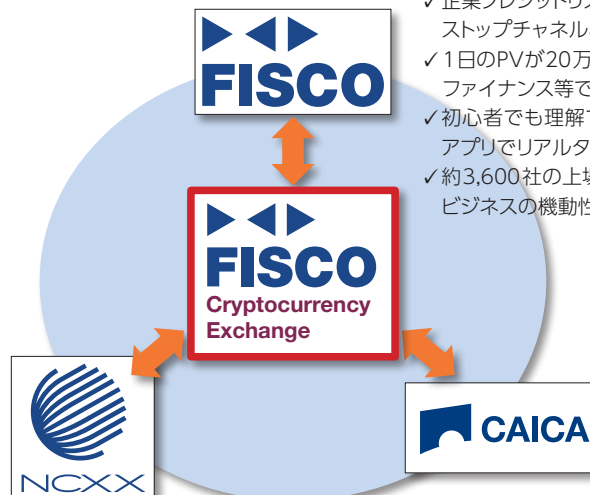 FISCO
ストップチャネル
✓1日のPVが20万
ファイナンス等で
✓初心者でも理解
アプリでリアルタ
✓約3,600社の上場
ビジネスの機動性
FISCO
Cryptocurrency
Exchange
NCXX
CAICA